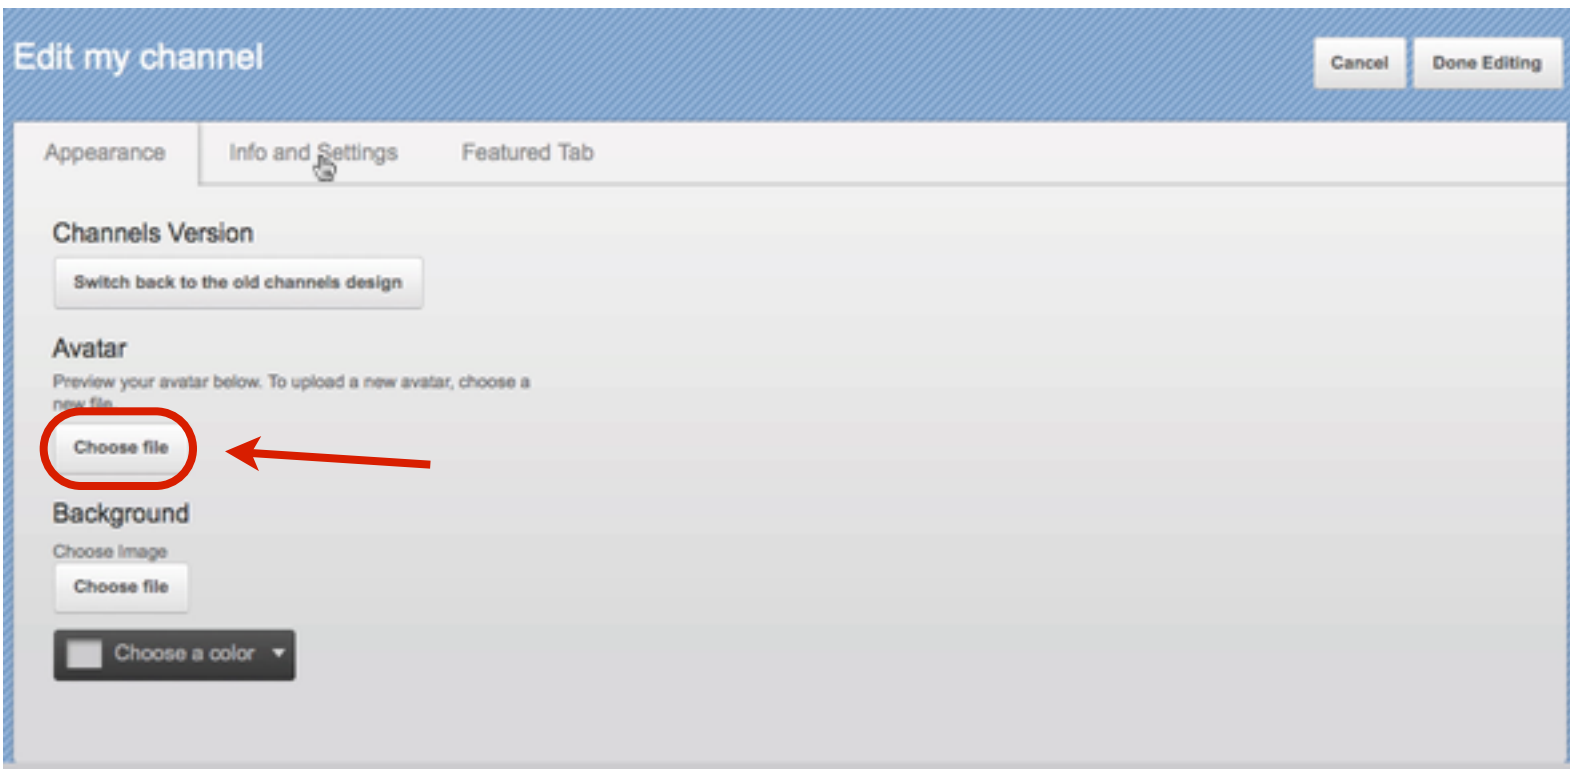 Edit my channel
Cancel
Done Editing
Appearance
Info and Settings
Featured Tab
Channels Version
Switch back to the old channels design
Avatar
Preview your avatar below. To upload a new avatar, choose a
new file
Choose file
Background
Choose Image
Choose file
Choose a color